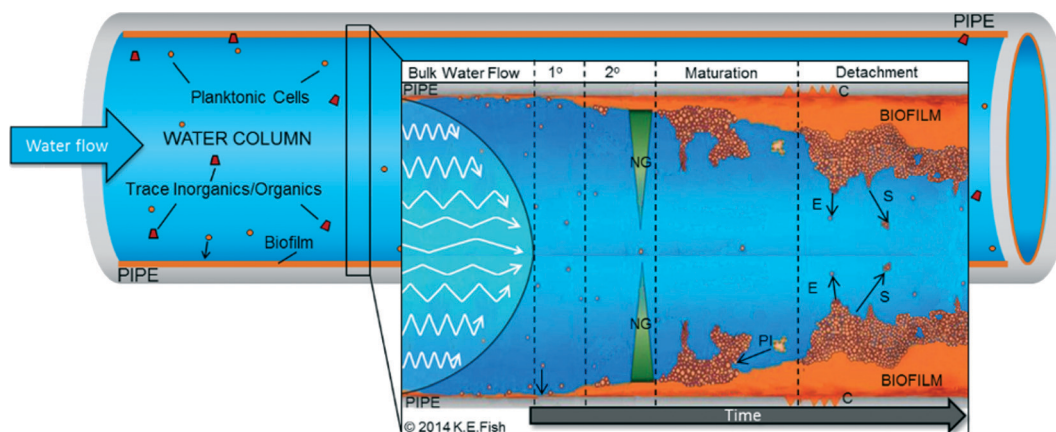 PIPE
Bulk Water Flow
1º
2º
Maturation
Detachment
PIPE
C
Planktonic Cells
BIOFILM
Water flow
WATER COLUMN
NG
E
S
Trace Inorganics/Organics
Biofilm
PIPE
E
S
NG
PI
BIOFILM
PIPE
C
Time
© 2014 K.E.Fish